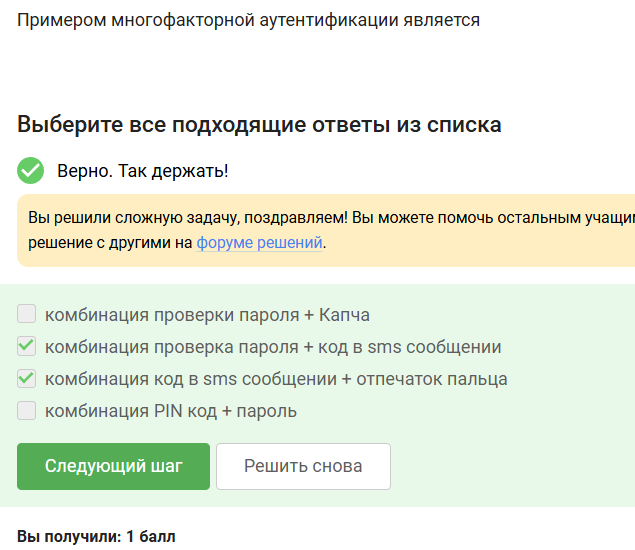 Примером многофакторной аутентификации является
Выберите все подходящие ответы из списка
Верно. Так держать!
Вы решили сложную задачу, поздравляем! Вы можете помочь остальным
решение с другими на форуме решений.
комбинация проверки пароля + Капча
комбинация проверка пароля + код в sms сообщении
комбинация код в sms сообщении + отпечаток пальца
комбинация PIN код + пароль
Следующий шаг
Решить снова
Вы получили: 1 балл